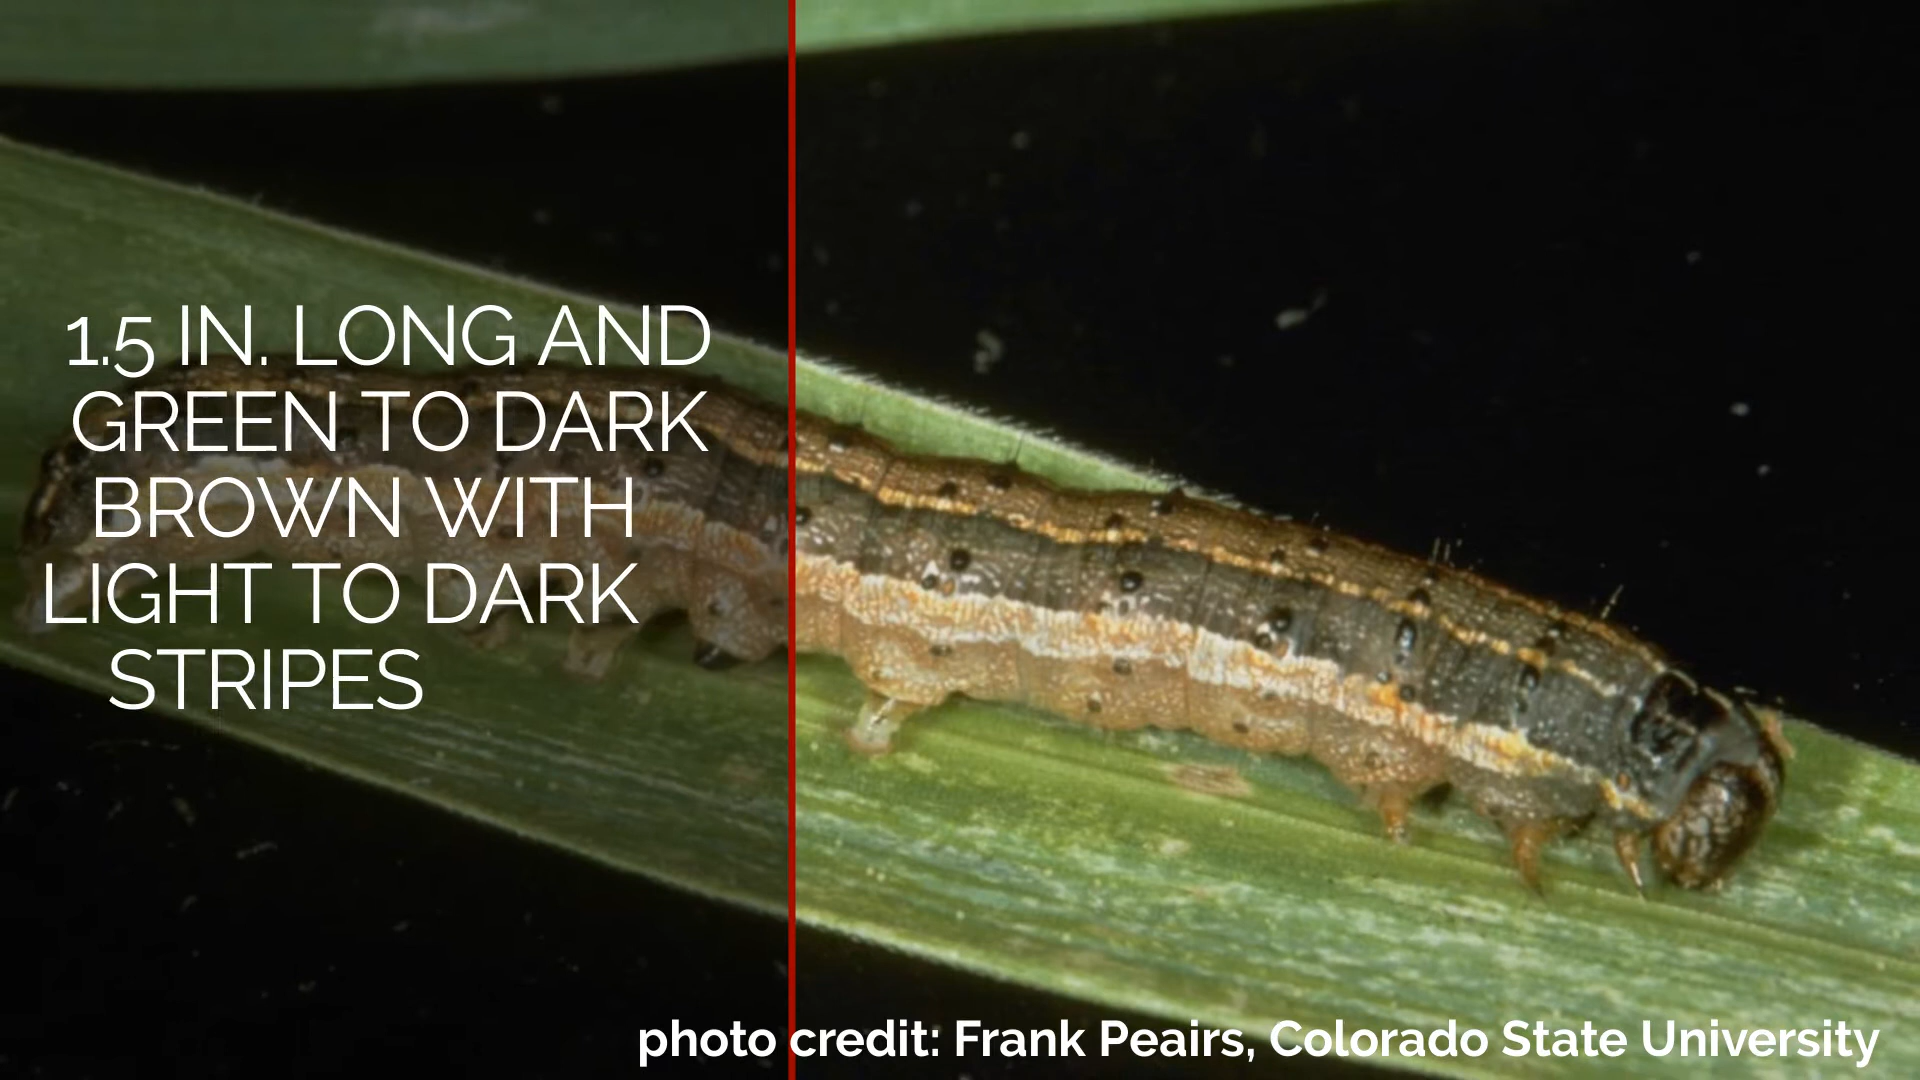 1.5 IN. LONG AND
GREEN TO DARK
BROWN WITH
LIGHT TO DARK
STRIPES
photo credit: Frank Peairs, Colorado State University